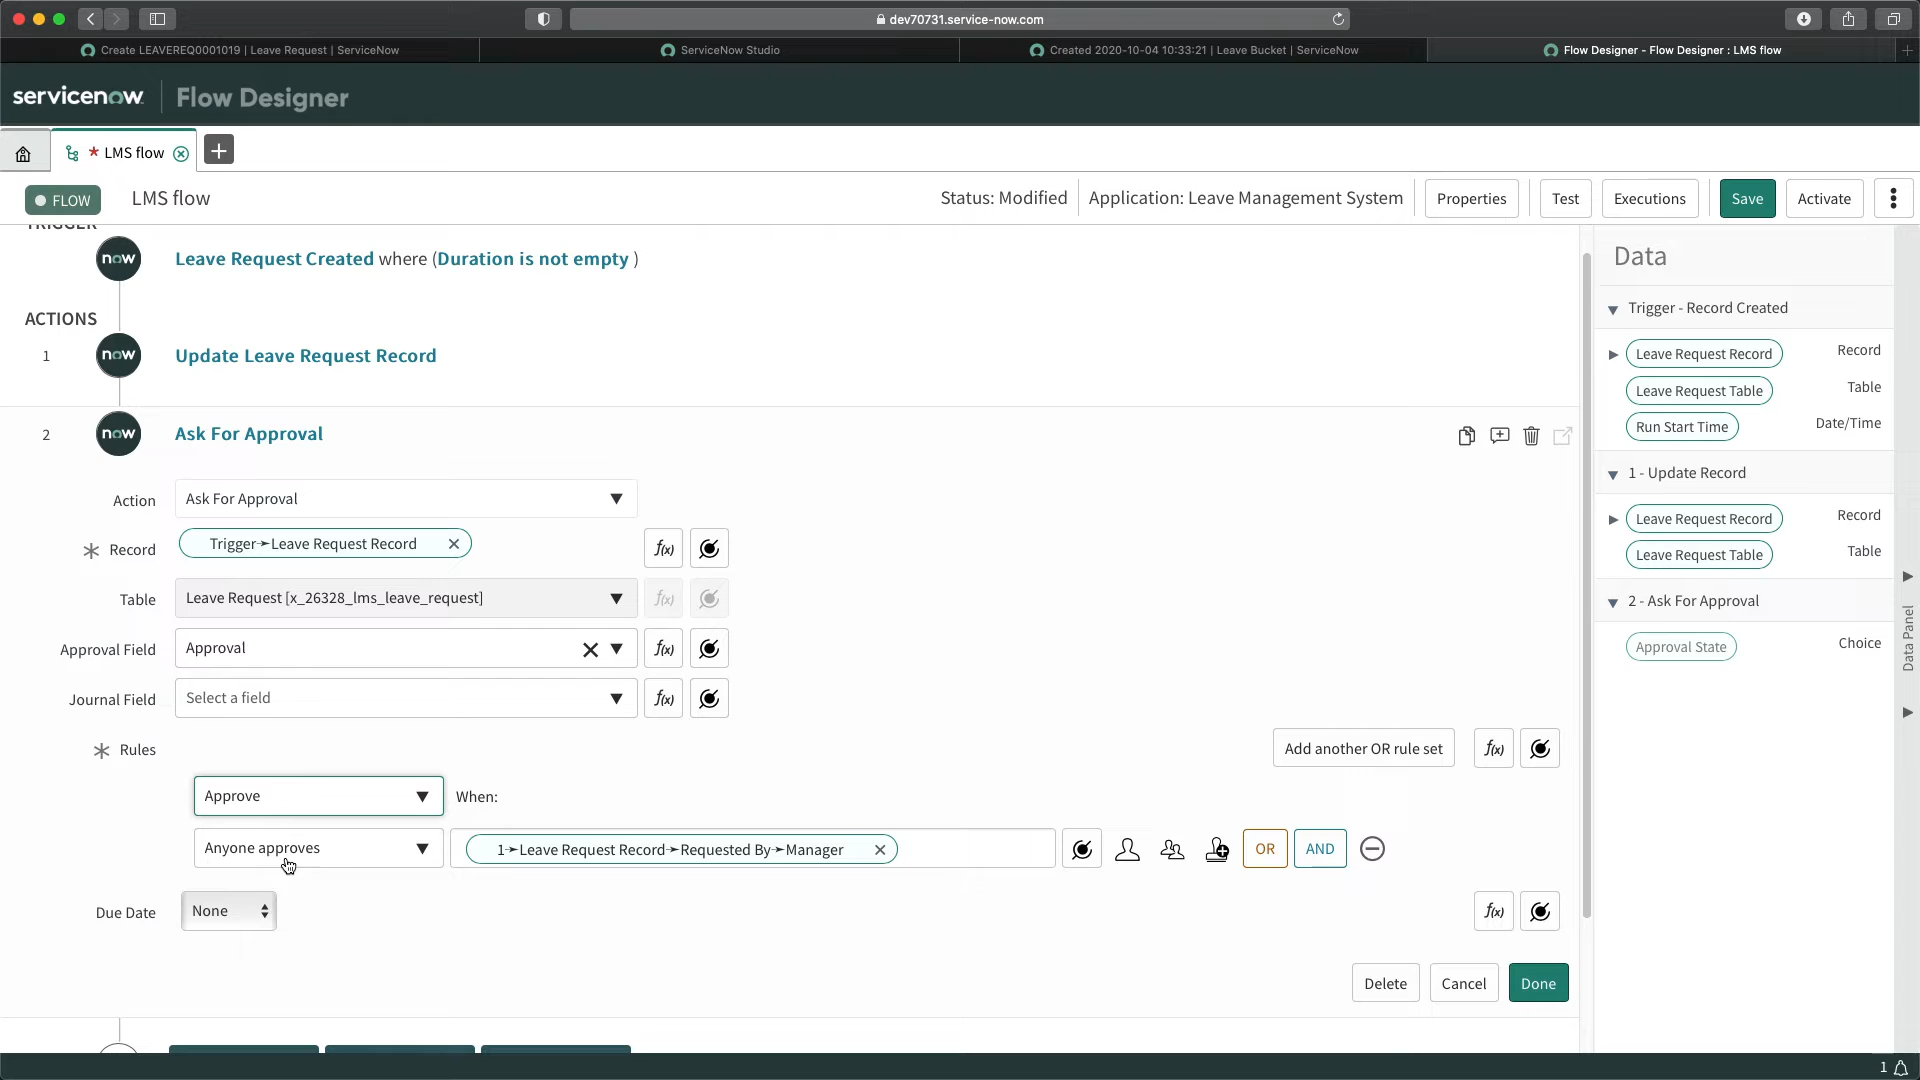 dev70731.service-now.com
Create LEAVEREQ0001019 | Leave Request | ServiceNow
ServiceNow Studio
Created 2020-10-04 10:33:21 | Leave Bucket | ServiceNow
Flow Designer - Flow Designer : LMS flow
servicenow Flow Designer
* LMS flow
FLOW LMS flow Status: Modified Application: Leave Management System Properties Test Executions Save Activate
TRIGGER
now Leave Request Created where (Duration is not empty )
ACTIONS
1 now Update Leave Request Record
2 now Ask For Approval
Action Ask For Approval
* Record Trigger➛Leave Request Record f(x)
Table Leave Request [x_26328_lms_leave_request] f(x)
Approval Field Approval f(x)
Journal Field Select a field f(x)
* Rules Add another OR rule set f(x)
Approve When:
Anyone approves 1➛Leave Request Record➛Requested By➛Manager OR AND
Due Date None f(x)
Delete Cancel Done
Data
Trigger - Record Created
Leave Request Record Record
Leave Request Table Table
Run Start Time Date/Time
1 - Update Record
Leave Request Record Record
Leave Request Table Table
2 - Ask For Approval
Approval State Choice
Data Panel
1